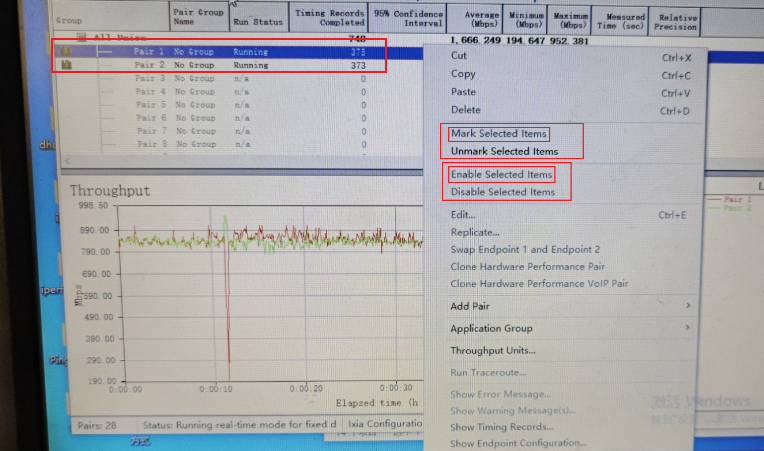 Group
Pair Group Name
Run Status
Timing Records Completed
95% Confidence Interval
Average (Mbps)
Minimum (Mbps)
Maximum (Mbps)
Measured Time (sec)
Relative Precision
All Pairs 748 1,666.249 194.647 952.381
Pair 1 No Group Running 375
Pair 2 No Group Running 373
Pair 3 No Group n/a 0
Pair 4 No Group n/a 0
Pair 5 No Group n/a 0
Pair 6 No Group n/a 0
Pair 7 No Group n/a 0
Pair 8 No Group n/a 0
Cut Ctrl+X
Copy Ctrl+C
Paste Ctrl+V
Delete Ctrl+D
Mark Selected Items
Unmark Selected Items
Enable Selected Items
Disable Selected Items
Edit... Ctrl+E
Replicate...
Swap Endpoint 1 and Endpoint 2
Clone Hardware Performance Pair
Clone Hardware Performance VoIP Pair
Add Pair
Application Group
Throughput Units...
Run Traceroute...
Show Error Message...
Show Warning Message(s)...
Show Timing Records...
Show Endpoint Configuration...
Throughput
998.50
890.00
790.00
690.00
590.00
490.00
390.00
290.00
190.00
Mbps
0:00:00
0:00:10
0:00:20
0:00:30
Elapsed time (h
Pair 1
Pair 2
激活 Windows
Pairs: 28
Status: Running real-time mode for fixed d
Ixia Configuratio